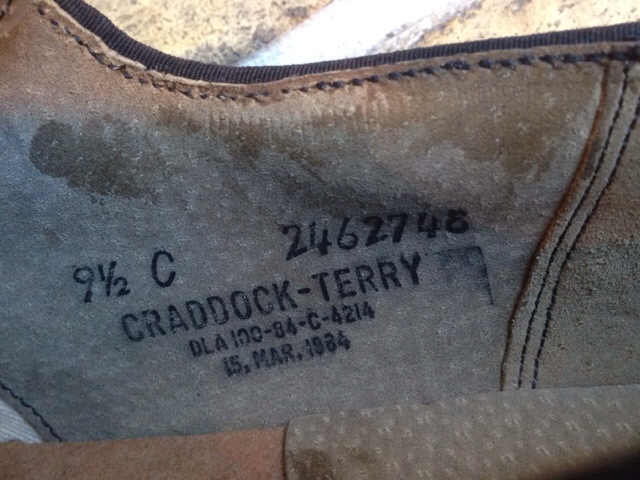 9½ C 2462748
CRADDOCK-TERRY
DLA 100-84-C-4214
15. MAR. 1984